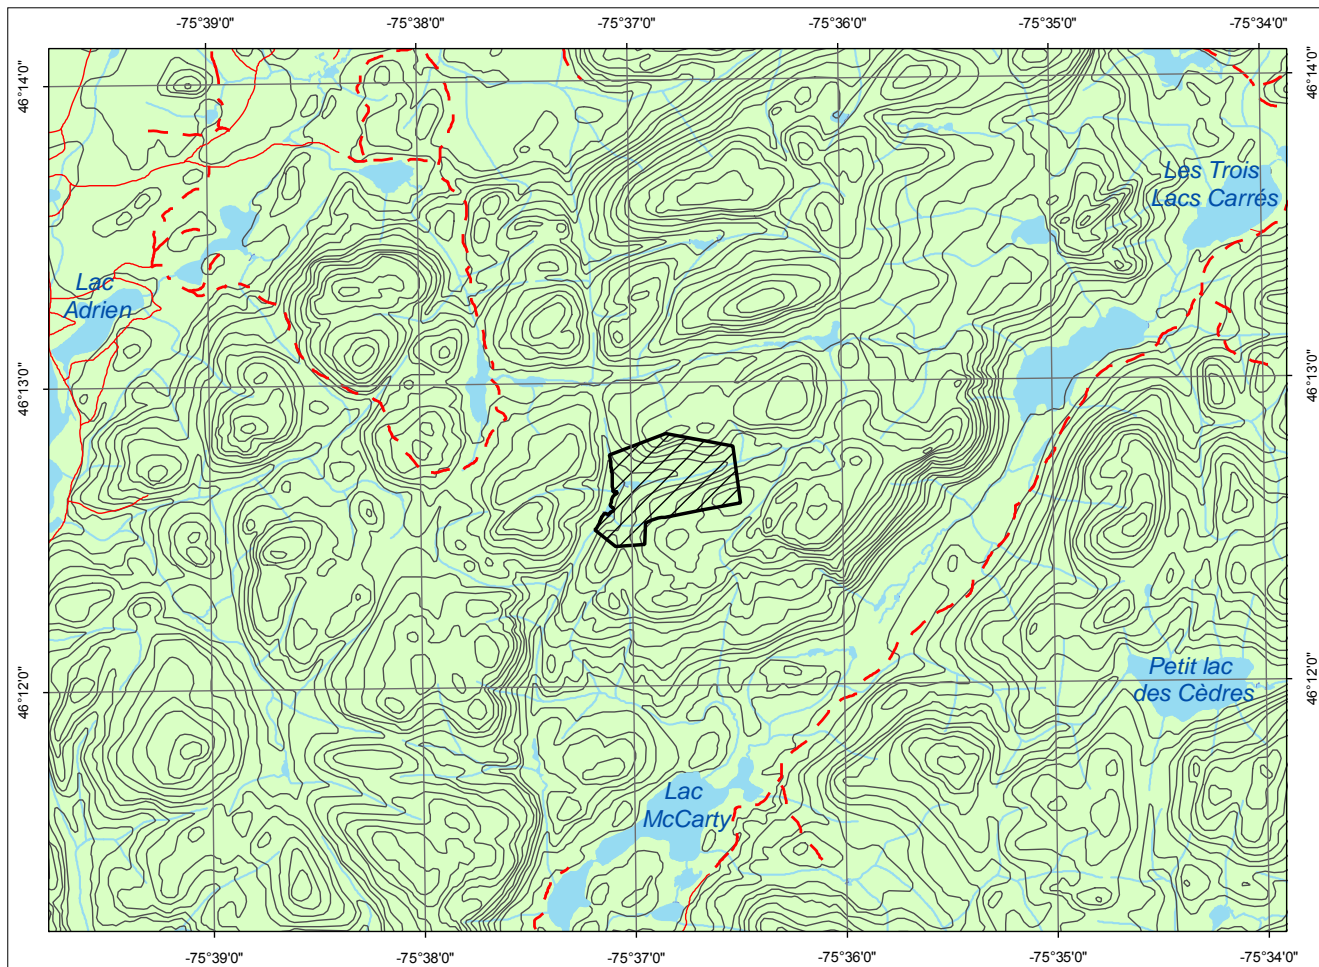 -75°39'0" -75°38'0" -75°37'0" -75°36'0" -75°35'0" -75°34'0"
46°14'0" 46°14'0"
Les Trois
Lacs Carrés
Lac
Adrien
46°13'0" 46°13'0"
Petit lac
des Cèdres
46°12'0" 46°12'0"
Lac
McCarty
-75°39'0" -75°38'0" -75°37'0" -75°36'0" -75°35'0" -75°34'0"